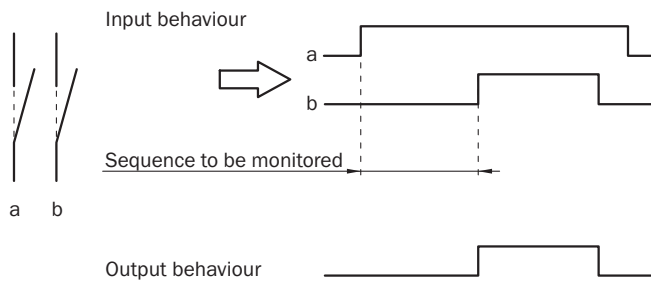 Input behaviour
a
b
Sequence to be monitored
a b
Output behaviour